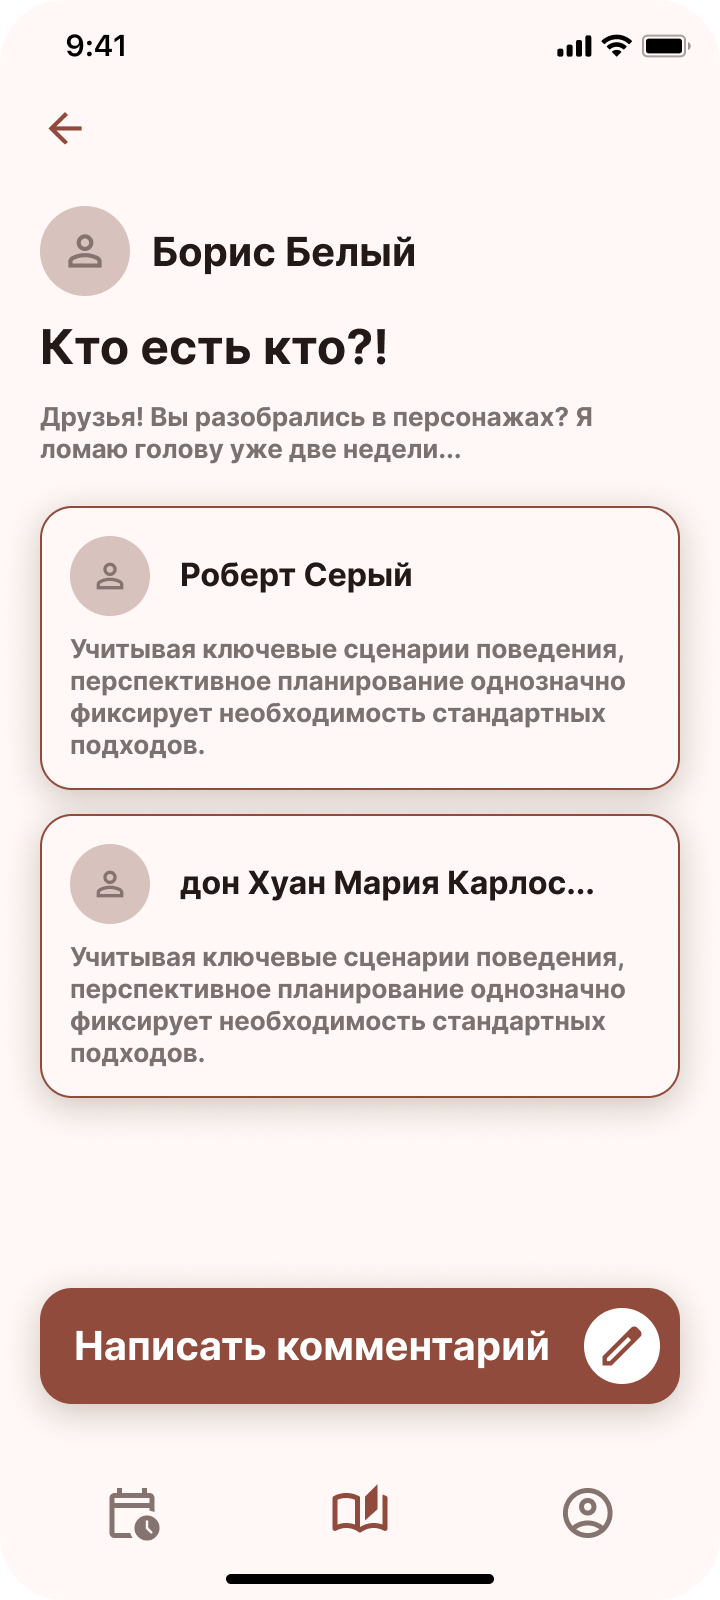 9:41
Борис Белый
Кто есть кто?!
Друзья! Вы разобрались в персонажах? Я
ломаю голову уже две недели...
Роберт Серый
Учитывая ключевые сценарии поведения,
перспективное планирование однозначно
фиксирует необходимость стандартных
подходов.
дон Хуан Мария Карлос...
Учитывая ключевые сценарии поведения,
перспективное планирование однозначно
фиксирует необходимость стандартных
подходов.
Написать комментарий